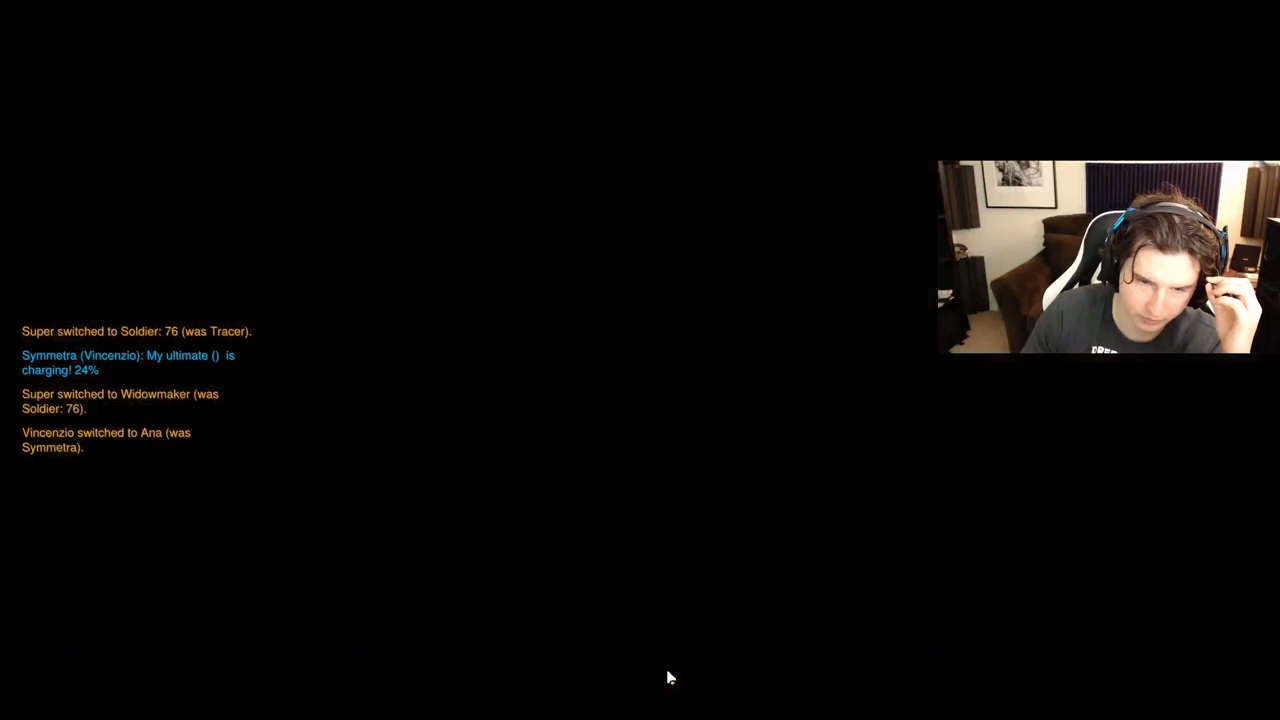 Super switched to Soldier: 76 (was Tracer).
Symmetra (Vincenzio): My ultimate ()  is
charging! 24%
Super switched to Widowmaker (was
Soldier: 76).
Vincenzio switched to Ana (was
Symmetra).